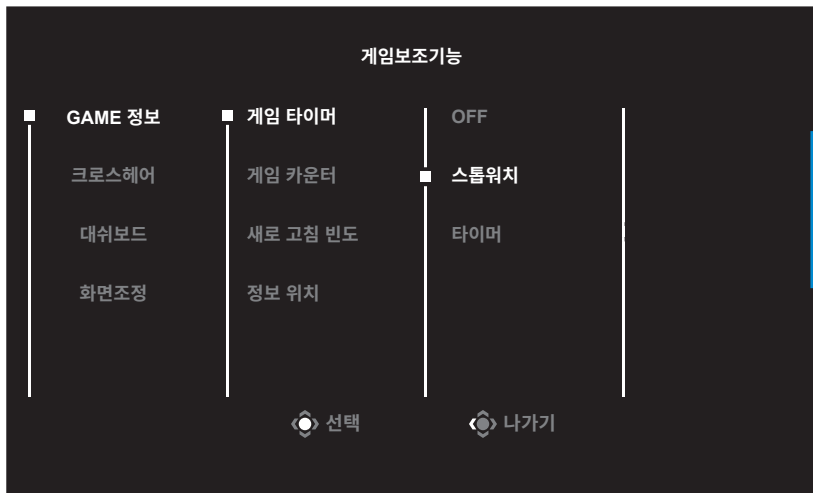 게임보조기능
GAME 정보 게임 타이머 OFF
크로스헤어 게임 카운터 스톱워치
대쉬보드 새로 고침 빈도 타이머
화면조정 정보 위치
선택 나가기